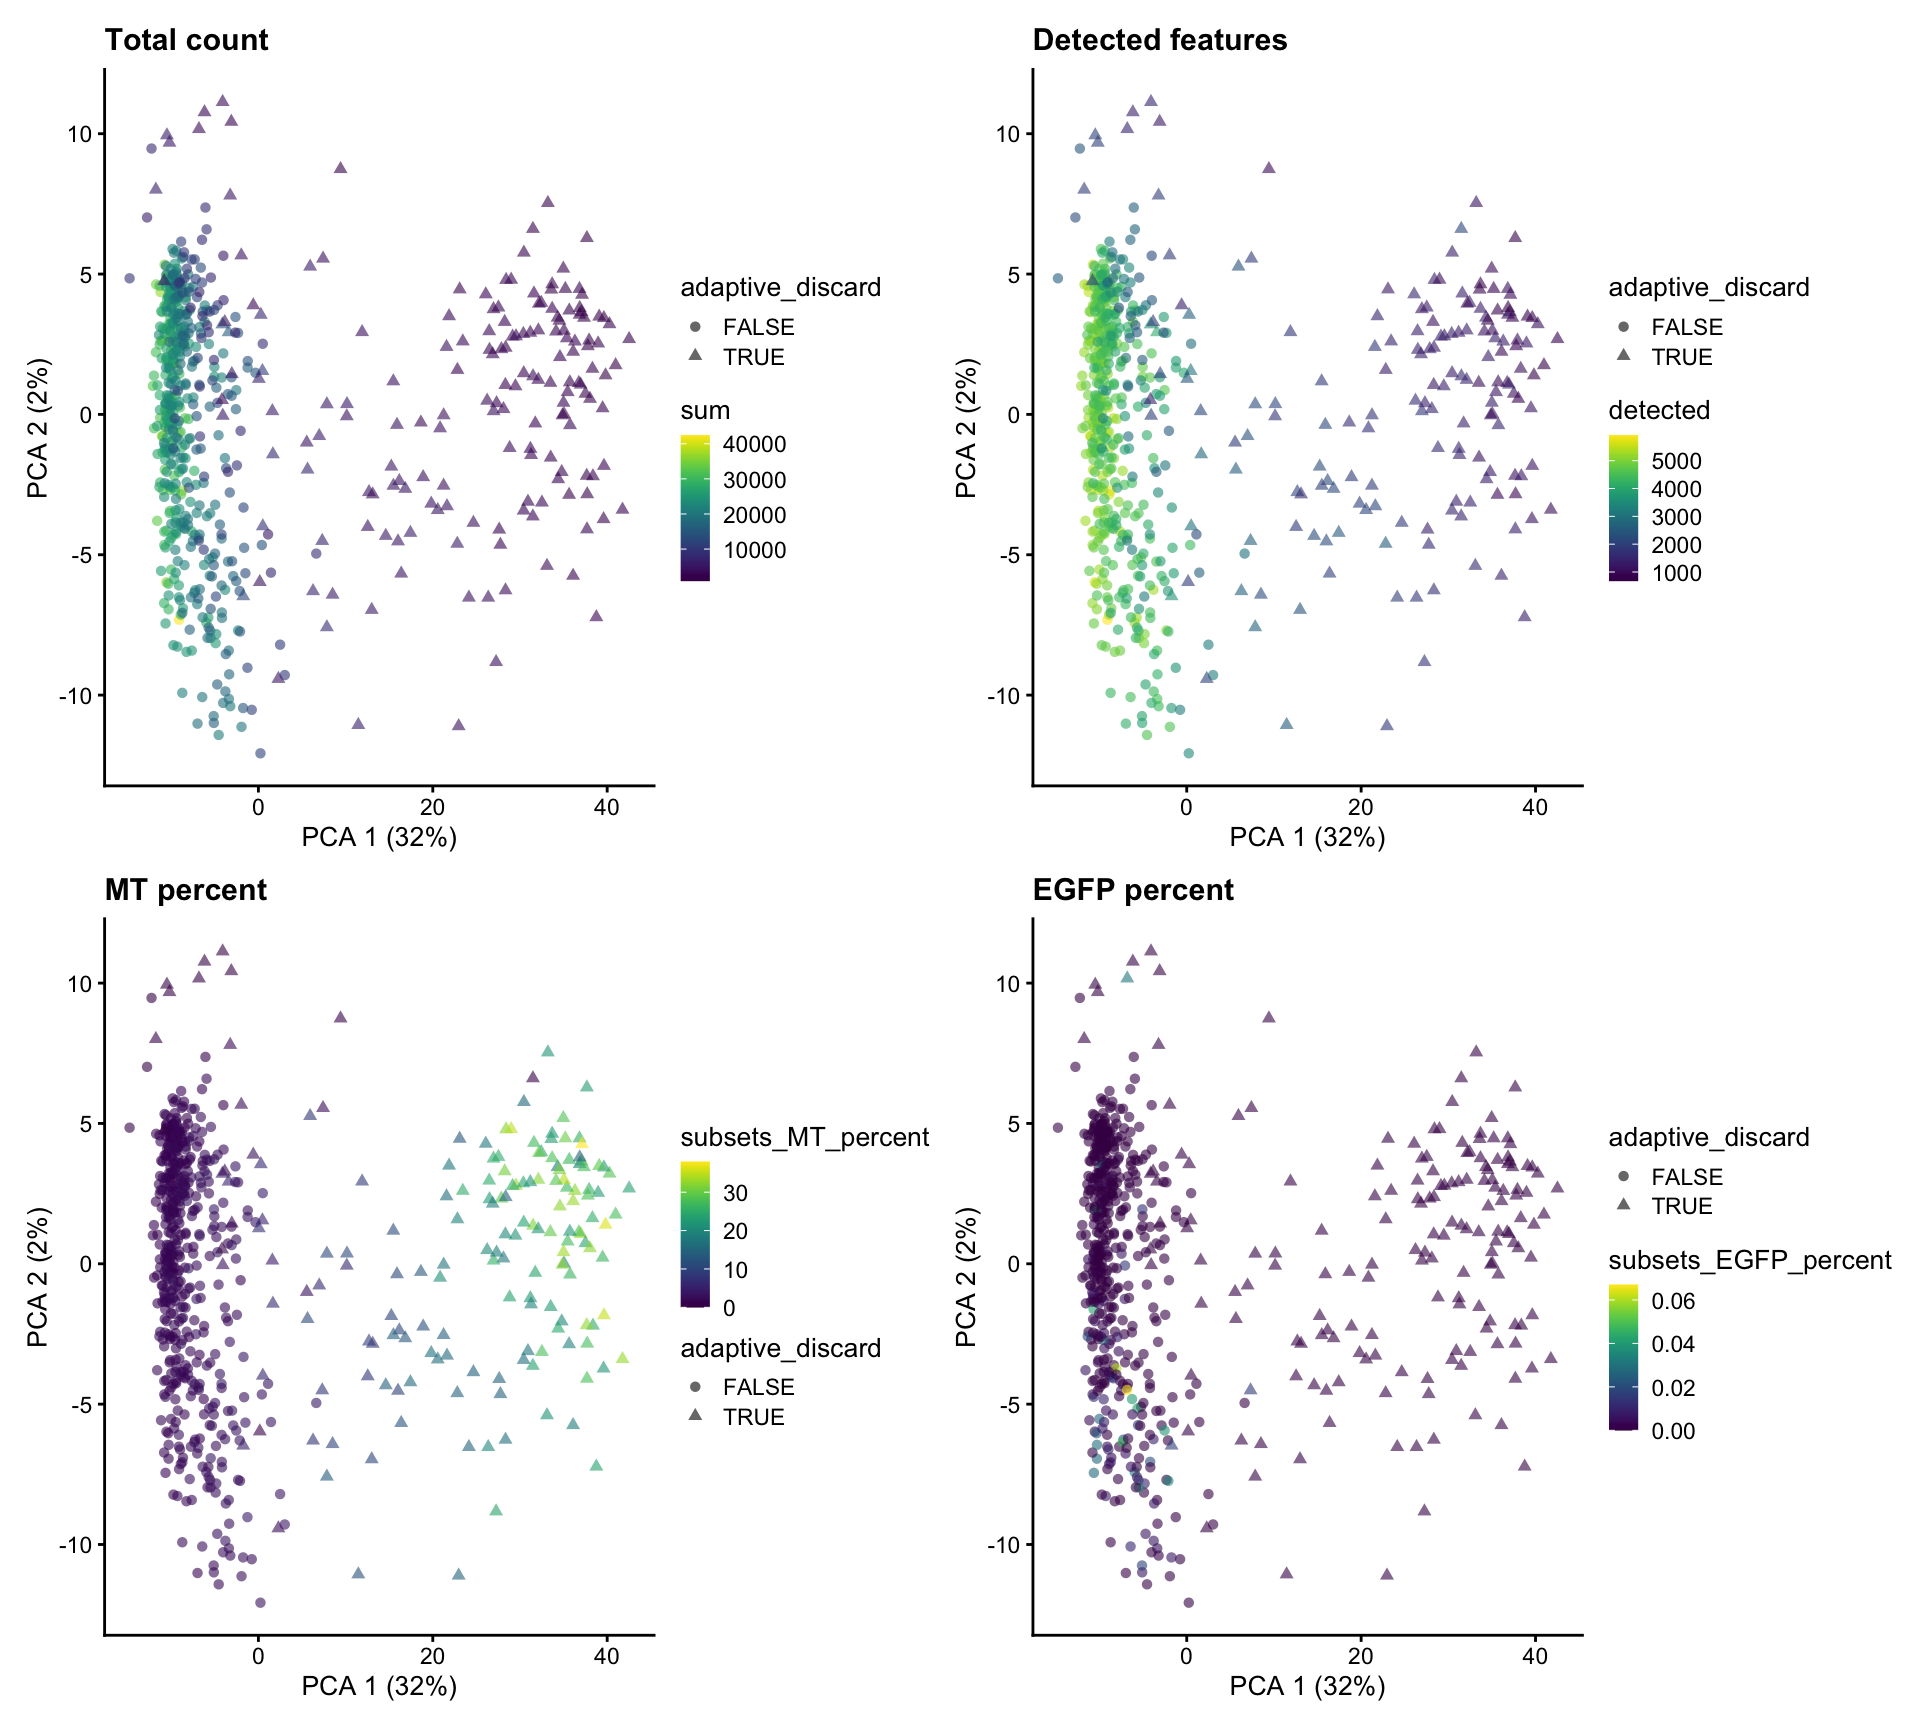 Total count
10
5
0
-5
-10
PCA 2 (2%)
0
20
40
PCA 1 (32%)
adaptive_discard
FALSE
TRUE
sum
40000
30000
20000
10000
Detected features
10
5
0
-5
-10
PCA 2 (2%)
0
20
40
PCA 1 (32%)
adaptive_discard
FALSE
TRUE
detected
5000
4000
3000
2000
1000
MT percent
10
5
0
-5
-10
PCA 2 (2%)
0
20
40
PCA 1 (32%)
subsets_MT_percent
30
20
10
0
adaptive_discard
FALSE
TRUE
EGFP percent
10
5
0
-5
-10
PCA 2 (2%)
0
20
40
PCA 1 (32%)
adaptive_discard
FALSE
TRUE
subsets_EGFP_percent
0.06
0.04
0.02
0.00